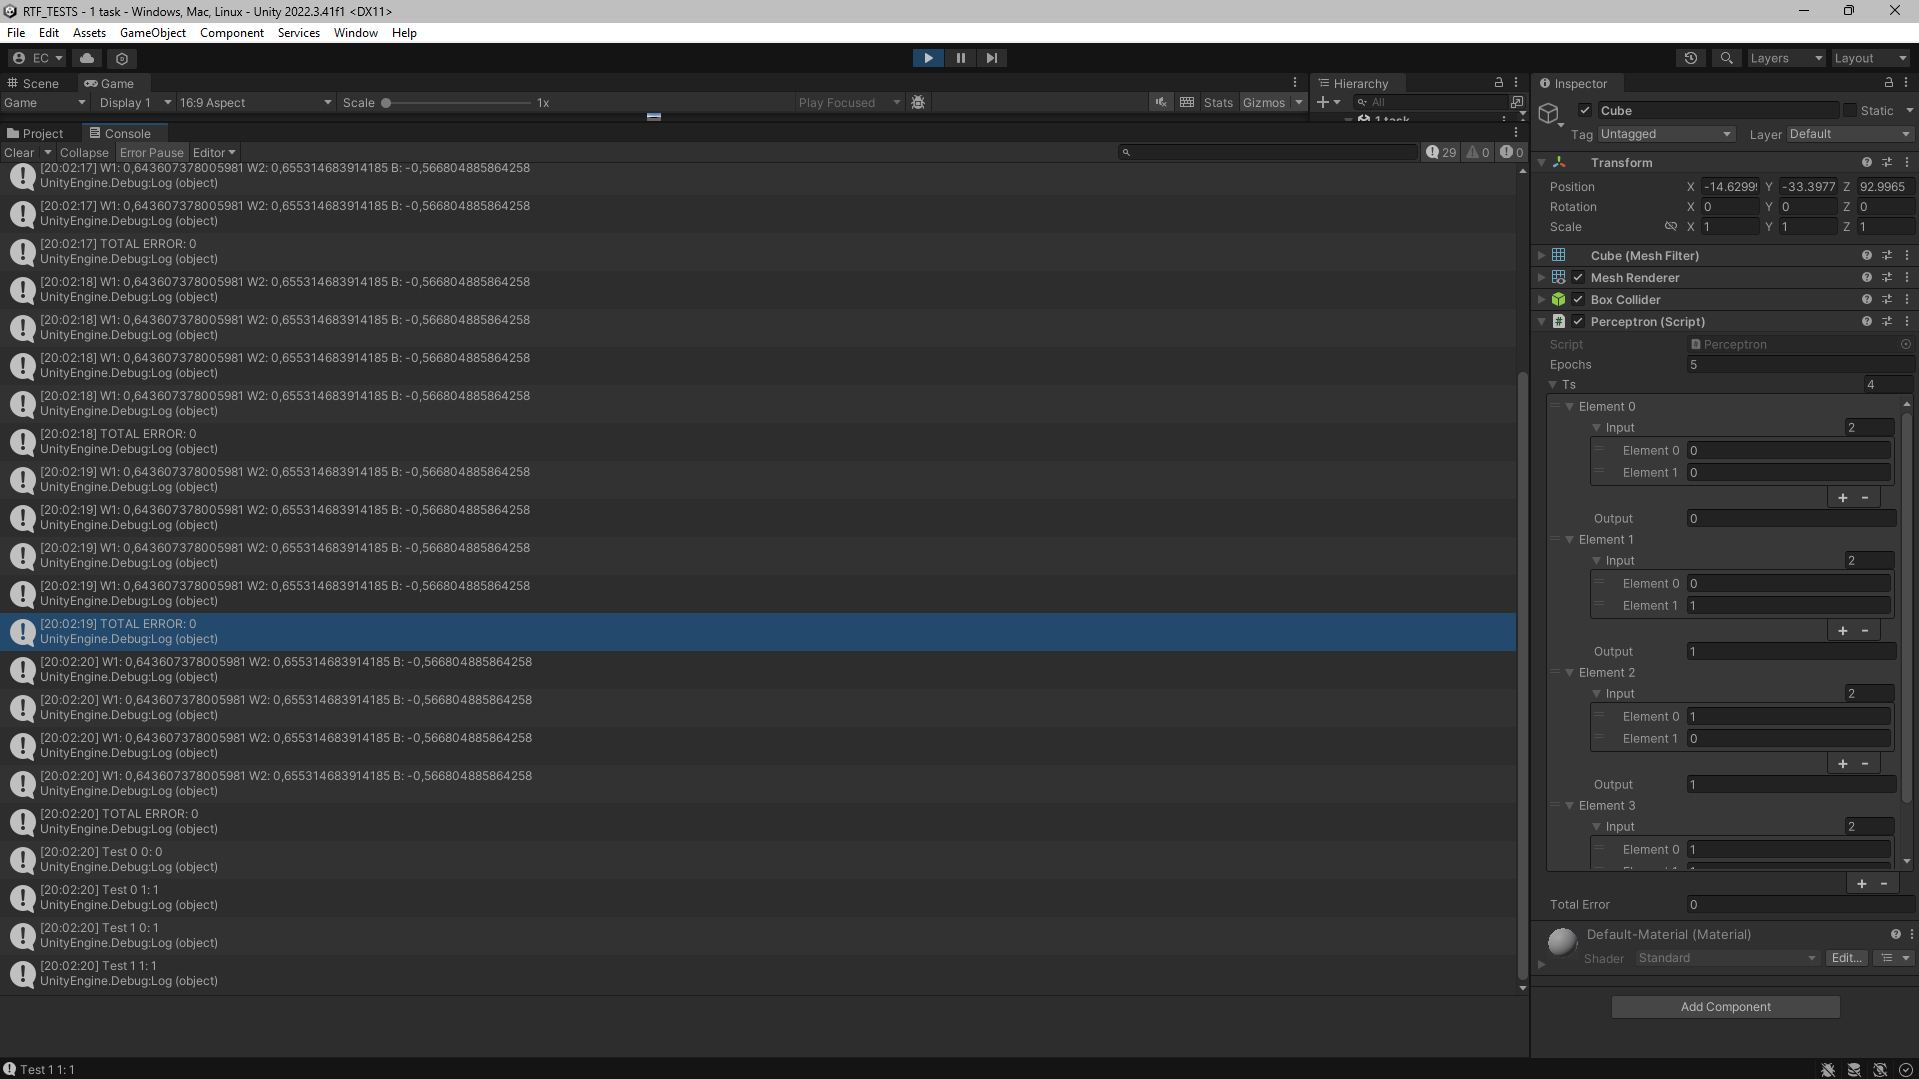 RTF_TESTS - 1 task - Windows, Mac, Linux - Unity 2022.3.41f1 <DX11>
File Edit Assets GameObject Component Services Window Help
EC Layers Layout
Scene Game
Game Display 1 16:9 Aspect Scale 1x Play Focused Stats Gizmos
Project Console
Clear Collapse Error Pause Editor 29 0 0
[20:02:17] W1: 0,643607378005981 W2: 0,655314683914185 B: -0,566804885864258
UnityEngine.Debug:Log (object)
[20:02:17] W1: 0,643607378005981 W2: 0,655314683914185 B: -0,566804885864258
UnityEngine.Debug:Log (object)
[20:02:17] TOTAL ERROR: 0
UnityEngine.Debug:Log (object)
[20:02:18] W1: 0,643607378005981 W2: 0,655314683914185 B: -0,566804885864258
UnityEngine.Debug:Log (object)
[20:02:18] W1: 0,643607378005981 W2: 0,655314683914185 B: -0,566804885864258
UnityEngine.Debug:Log (object)
[20:02:18] W1: 0,643607378005981 W2: 0,655314683914185 B: -0,566804885864258
UnityEngine.Debug:Log (object)
[20:02:18] W1: 0,643607378005981 W2: 0,655314683914185 B: -0,566804885864258
UnityEngine.Debug:Log (object)
[20:02:18] TOTAL ERROR: 0
UnityEngine.Debug:Log (object)
[20:02:19] W1: 0,643607378005981 W2: 0,655314683914185 B: -0,566804885864258
UnityEngine.Debug:Log (object)
[20:02:19] W1: 0,643607378005981 W2: 0,655314683914185 B: -0,566804885864258
UnityEngine.Debug:Log (object)
[20:02:19] W1: 0,643607378005981 W2: 0,655314683914185 B: -0,566804885864258
UnityEngine.Debug:Log (object)
[20:02:19] W1: 0,643607378005981 W2: 0,655314683914185 B: -0,566804885864258
UnityEngine.Debug:Log (object)
[20:02:19] TOTAL ERROR: 0
UnityEngine.Debug:Log (object)
[20:02:20] W1: 0,643607378005981 W2: 0,655314683914185 B: -0,566804885864258
UnityEngine.Debug:Log (object)
[20:02:20] W1: 0,643607378005981 W2: 0,655314683914185 B: -0,566804885864258
UnityEngine.Debug:Log (object)
[20:02:20] W1: 0,643607378005981 W2: 0,655314683914185 B: -0,566804885864258
UnityEngine.Debug:Log (object)
[20:02:20] W1: 0,643607378005981 W2: 0,655314683914185 B: -0,566804885864258
UnityEngine.Debug:Log (object)
[20:02:20] TOTAL ERROR: 0
UnityEngine.Debug:Log (object)
[20:02:20] Test 0 0: 0
UnityEngine.Debug:Log (object)
[20:02:20] Test 0 1: 1
UnityEngine.Debug:Log (object)
[20:02:20] Test 1 0: 1
UnityEngine.Debug:Log (object)
[20:02:20] Test 1 1: 1
UnityEngine.Debug:Log (object)
Test 1 1: 1
Hierarchy
All
1 task
Inspector
Cube Static
Tag Untagged Layer Default
Transform
Position X -14.6299 Y -33.3977 Z 92.9965
Rotation X 0 Y 0 Z 0
Scale X 1 Y 1 Z 1
Cube (Mesh Filter)
Mesh Renderer
Box Collider
Perceptron (Script)
Script Perceptron
Epochs 5
Ts 4
Element 0
Input 2
Element 0 0
Element 1 0
+ -
Output 0
Element 1
Input 2
Element 0 0
Element 1 1
+ -
Output 1
Element 2
Input 2
Element 0 1
Element 1 0
+ -
Output 1
Element 3
Input 2
Element 0 1
+ -
Total Error 0
Default-Material (Material)
Shader Standard Edit...
Add Component